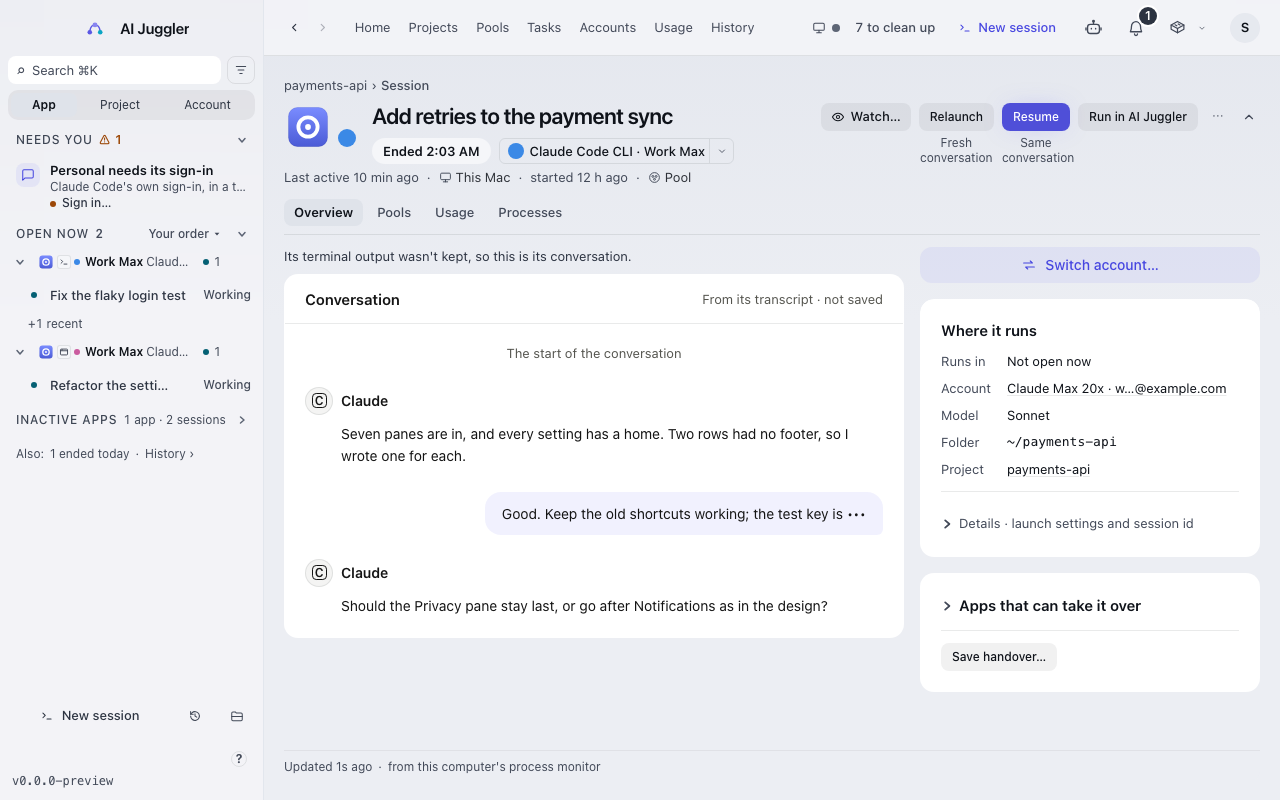 AI Juggler
Search ⌘K
App Project Account
NEEDS YOU 1
Personal needs its sign-in
Claude Code's own sign-in, in a t...
Sign in...
OPEN NOW 2 Your order
Work Max Claud... 1
Fix the flaky login test Working
+1 recent
Work Max Claud... 1
Refactor the setti... Working
INACTIVE APPS 1 app · 2 sessions
Also: 1 ended today · History ›
New session
?
v0.0.0-preview
Home Projects Pools Tasks Accounts Usage History
7 to clean up
New session
1
S
payments-api › Session
Add retries to the payment sync
Ended 2:03 AM
Claude Code CLI · Work Max
Last active 10 min ago · This Mac · started 12 h ago · Pool
Watch...
Relaunch
Fresh conversation
Resume
Same conversation
Run in AI Juggler
···
Overview Pools Usage Processes
Its terminal output wasn't kept, so this is its conversation.
Conversation From its transcript · not saved
The start of the conversation
C Claude
Seven panes are in, and every setting has a home. Two rows had no footer, so I
wrote one for each.
Good. Keep the old shortcuts working; the test key is •••
C Claude
Should the Privacy pane stay last, or go after Notifications as in the design?
Switch account...
Where it runs
Runs in Not open now
Account Claude Max 20x · w...@example.com
Model Sonnet
Folder ~/payments-api
Project payments-api
Details · launch settings and session id
Apps that can take it over
Save handover...
Updated 1s ago · from this computer's process monitor